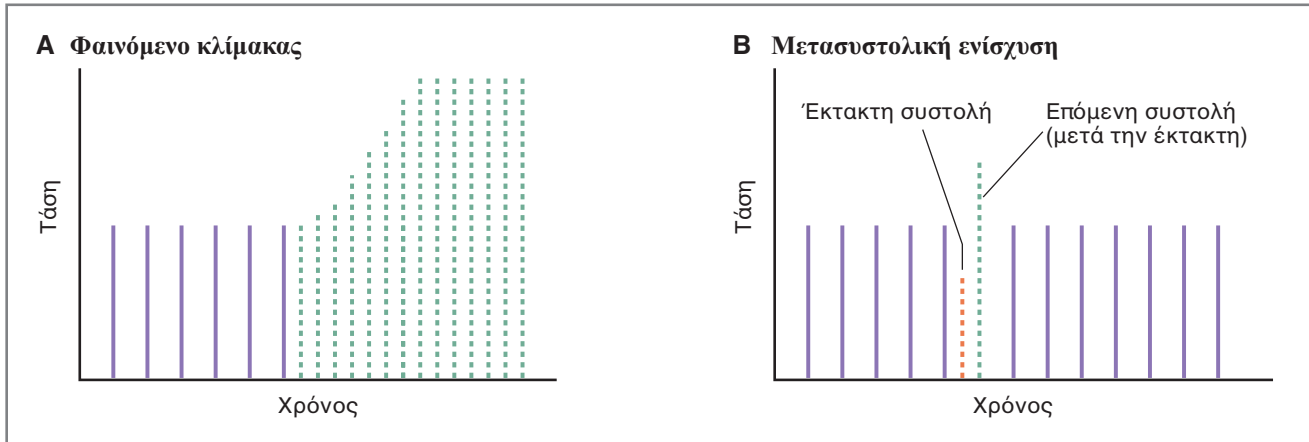 A Φαινόμενο κλίμακας
Τάση
Χρόνος
B Μετασυστολική ενίσχυση
Έκτακτη συστολή
Επόμενη συστολή
(μετά την έκτακτη)
Τάση
Χρόνος